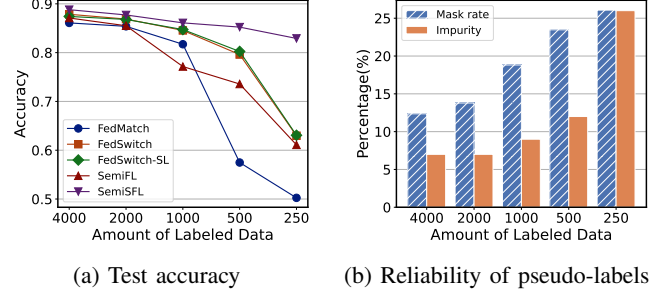 0.9
0.8
0.7
0.6
0.5
Accuracy
FedMatch
FedSwitch
FedSwitch-SL
SemiFL
SemiSFL
4000 2000 1000 500 250
Amount of Labeled Data
(a) Test accuracy
25
20
15
10
5
0
Percentage(%)
Mask rate
Impurity
4000 2000 1000 500 250
Amount of Labeled Data
(b) Reliability of pseudo-labels